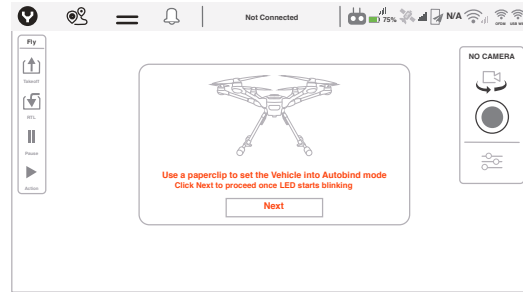 Not Connected
75%
N/A
OPEN
Fly
Takeoff
RTL
Pause
Action
NO CAMERA
Use a paperclip to set the Vehicle into Autobind mode
Click Next to proceed once LED starts blinking
Next